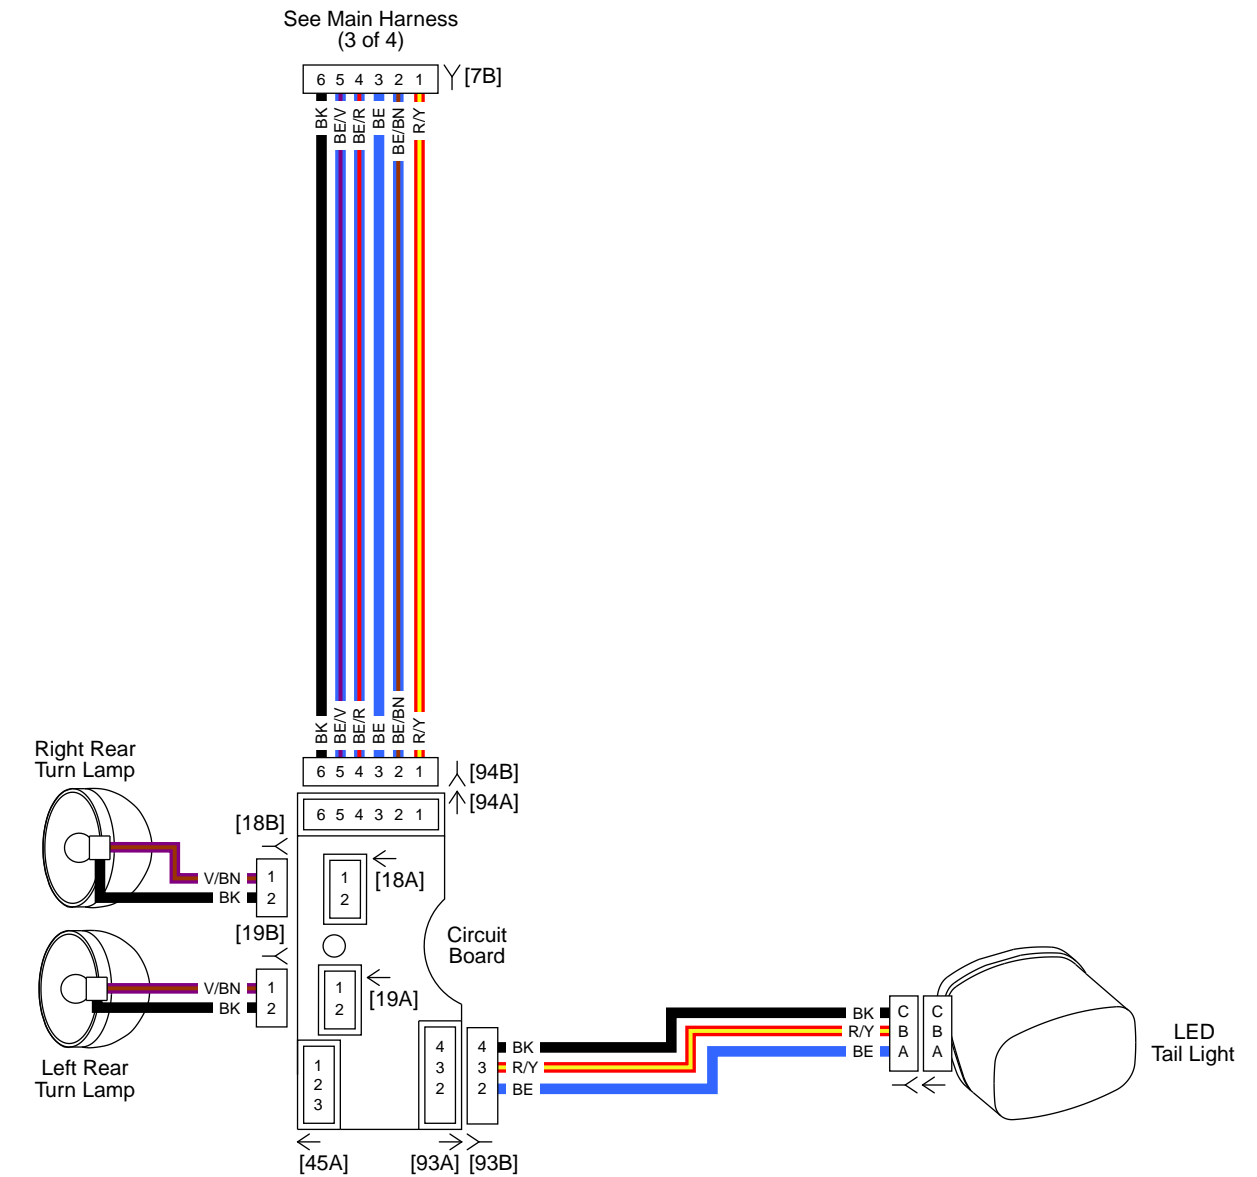 See Main Harness
(3 of 4)
6 5 4 3 2 1
[7B]
BK
BE/V
BE/R
BE
BE/BN
R/Y
BK
BE/V
BE/R
BE
BE/BN
R/Y
6 5 4 3 2 1
[94B]
[94A]
6 5 4 3 2 1
Right Rear
Turn Lamp
[18B]
V/BN
BK
1
2
[18A]
1
2
[19B]
V/BN
BK
1
2
[19A]
1
2
Left Rear
Turn Lamp
Circuit
Board
1
2
3
[45A]
4
3
2
[93A]
4
3
2
[93B]
BK
R/Y
BE
BK
R/Y
BE
C
B
A
C
B
A
LED
Tail Light